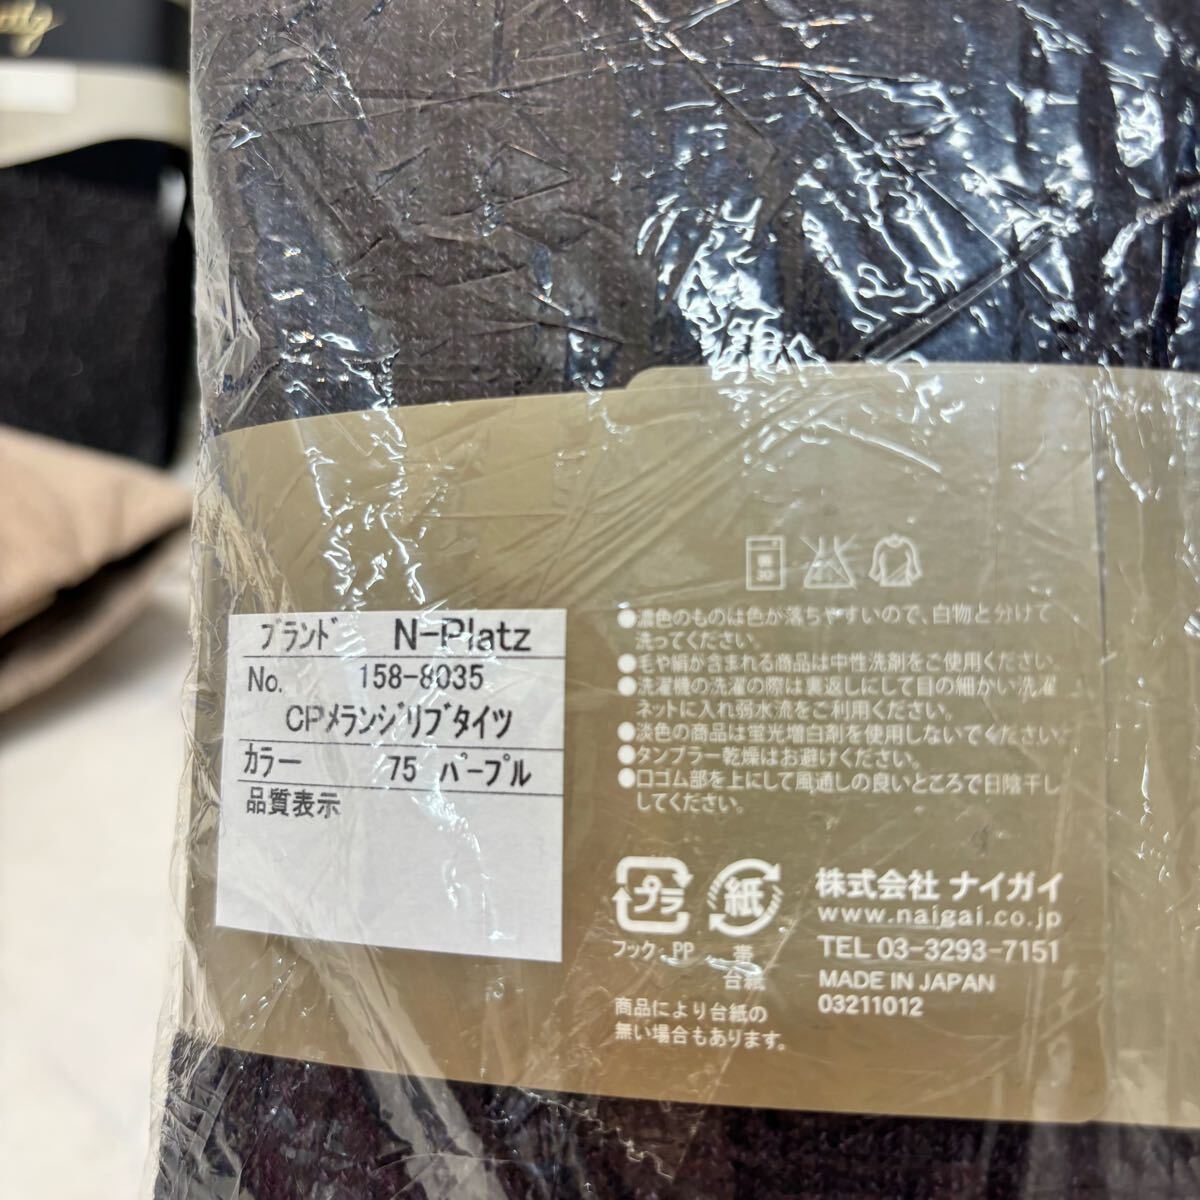 ブランド N-Platz
No. 158-8035
CPメランジリブタイツ
カラー 75 パープル
品質表示
30
●濃色のものは色が落ちやすいので、白物と分けて
洗ってください。
●毛や絹が含まれる商品は中性洗剤をご使用ください。
●洗濯機の洗濯の際は裏返しにして目の細かい洗濯
ネットに入れ弱水流をご利用ください。
●淡色の商品は蛍光増白剤を使用しないでください。
●タンブラー乾燥はお避けください。
●口ゴム部を上にして風通しの良いところで日陰干し
してください。
プラ
フック:PP
紙
帯
台紙
商品により台紙の
無い場合もあります。
株式会社 ナイガイ
www.naigai.co.jp
TEL 03-3293-7151
MADE IN JAPAN
03211012